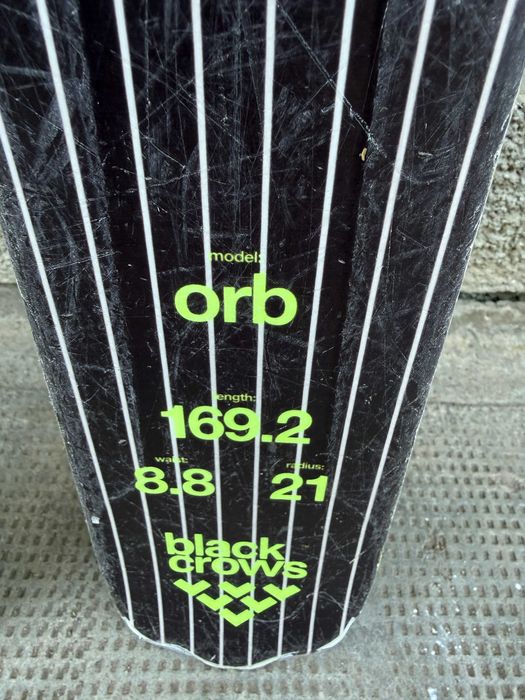 model:
orb
length:
169.2
waist: radius:
8.8 21
black
crows